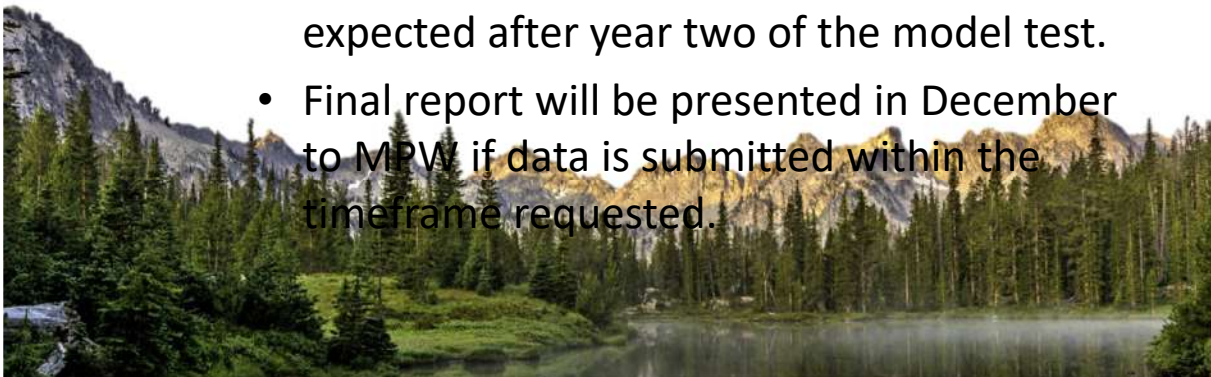 expected after year two of the model test.
• Final report will be presented in December
to MPW if data is submitted within the
timeframe requested.